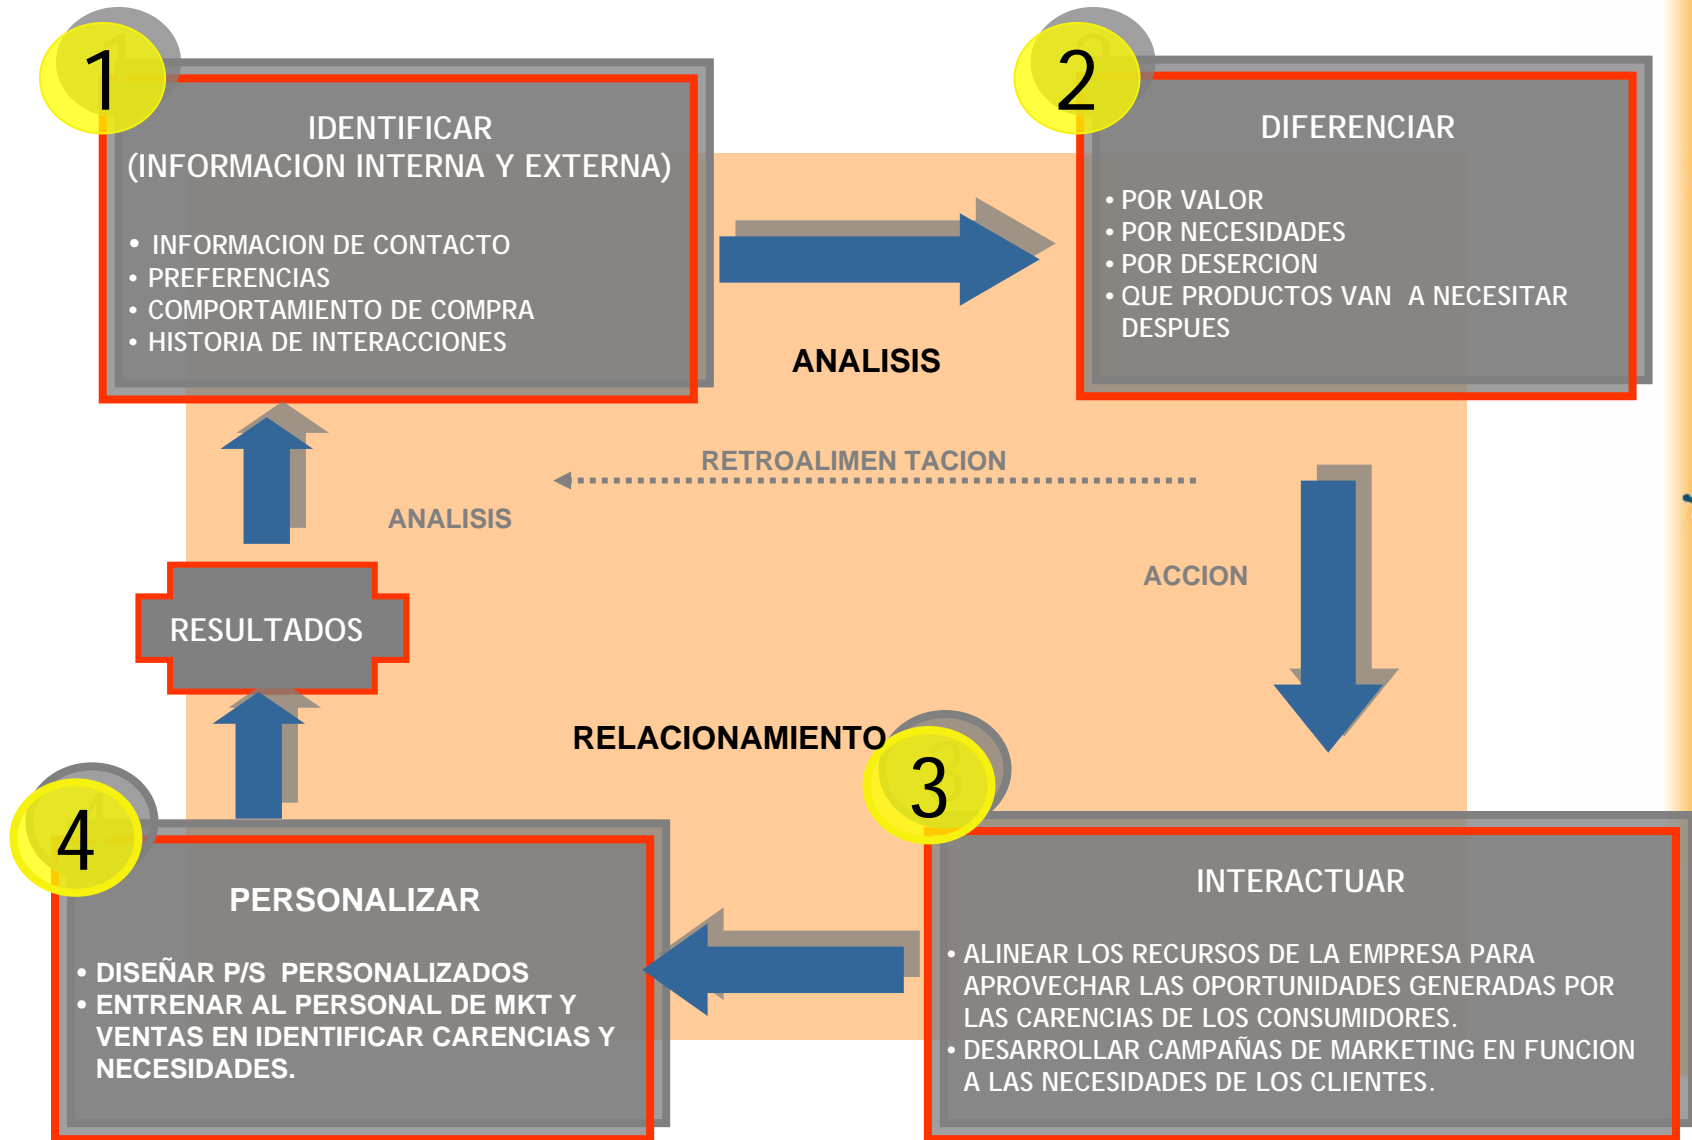 1
IDENTIFICAR
(INFORMACION INTERNA Y EXTERNA)
• INFORMACION DE CONTACTO
• PREFERENCIAS
• COMPORTAMIENTO DE COMPRA
• HISTORIA DE INTERACCIONES
2
DIFERENCIAR
• POR VALOR
• POR NECESIDADES
• POR DESERCION
• QUE PRODUCTOS VAN A NECESITAR
DESPUES
ANALISIS
RETROALIMEN TACION
ANALISIS
ACCION
RESULTADOS
RELACIONAMIENTO
3
INTERACTUAR
• ALINEAR LOS RECURSOS DE LA EMPRESA PARA
APROVECHAR LAS OPORTUNIDADES GENERADAS POR
LAS CARENCIAS DE LOS CONSUMIDORES.
• DESARROLLAR CAMPAÑAS DE MARKETING EN FUNCION
A LAS NECESIDADES DE LOS CLIENTES.
4
PERSONALIZAR
• DISEÑAR P/S PERSONALIZADOS
• ENTRENAR AL PERSONAL DE MKT Y
VENTAS EN IDENTIFICAR CARENCIAS Y
NECESIDADES.